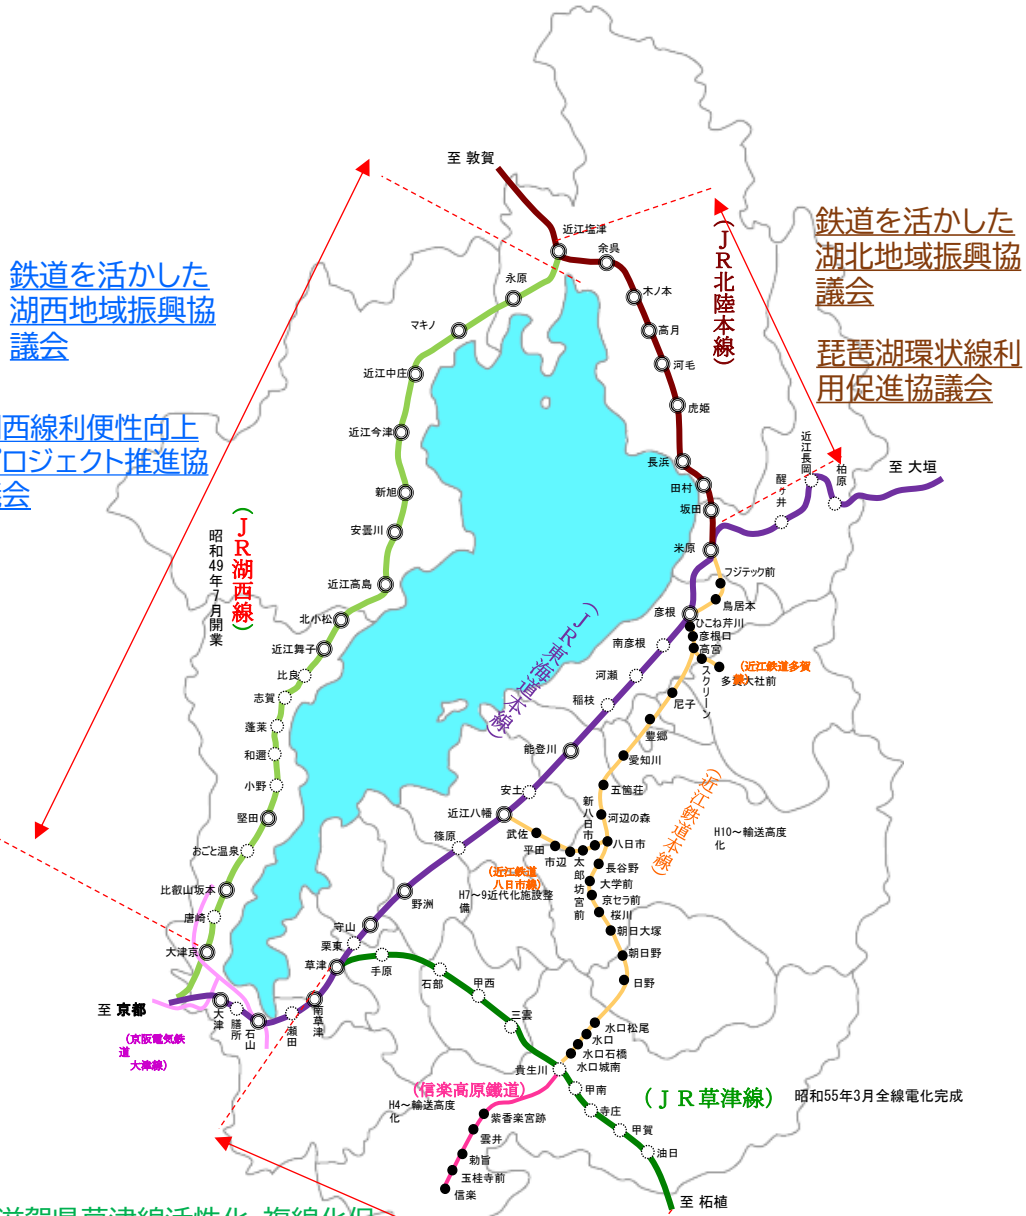 至 敦賀
近江塩津
余呉
永原
木ノ本
マキノ
高月
河毛
近江中庄
虎姫
近江今津
長浜
田村
新旭
坂田
安曇川
米原
近江高島
北小松
近江舞子
比良
志賀
蓬莱
和邇
小野
堅田
おごと温泉
比叡山坂本
唐崎
大津京
(JR北陸本線)
鉄道を活かした
湖北地域振興協
議会
琵琶湖環状線利
用促進協議会
鉄道を活かした
湖西地域振興協
議会
西線利便性向上
プロジェクト推進協
議会
(JR湖西線)
昭和49年7月開業
近江長岡
柏原
醒ヶ井
至 大垣
フジテック前
鳥居本
彦根
ひこね芹川
彦根口
高宮
スクリーン
多賀大社前
(近江鉄道多賀
線)
南彦根
河瀬
稲枝
能登川
安土
近江八幡
篠原
野洲
守山
栗東
草津
南草津
瀬田
石山
膳所
大津
至 京都
(JR東海道本線)
尼子
豊郷
愛知川
五箇荘
河辺の森
八日市
新八日市
太郎坊宮前
市辺
平田
武佐
(近江鉄道
八日市線)
H7～9近代化施設整
備
(近江鉄道本線)
H10～輸送高度
化
長谷野
大学前
京セラ前
桜川
朝日大塚
朝日野
日野
水口松尾
水口
水口石橋
水口城南
貴生川
手原
石部
甲西
三雲
甲南
寺庄
甲賀
油日
至 柘植
(JR草津線)
昭和55年3月全線電化完成
(京阪電気鉄
道
大津線)
(信楽高原鐵道)
H4～輸送高度
化
紫香楽宮跡
雲井
勅旨
玉桂寺前
信楽
滋賀県草津線活性化・複線化促